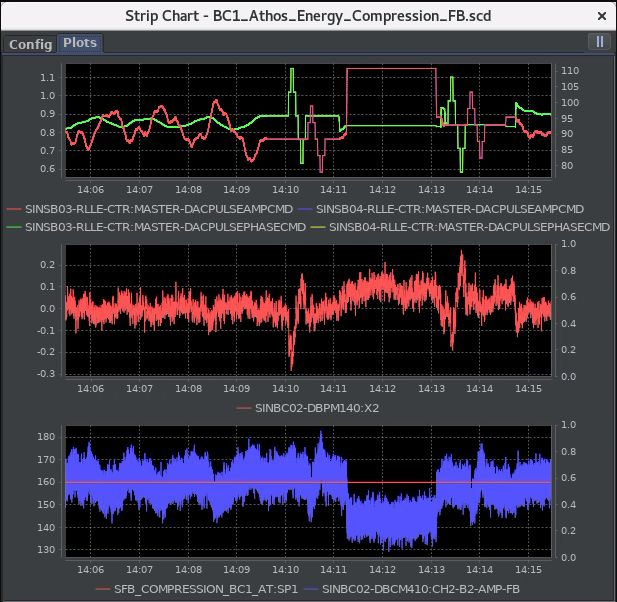 Strip Chart - BC1_Athos_Energy_Compression_FB.scd ×
Config Plots
1.1 110
1.0 105
0.9 100
0.8 95
0.7 90
0.6 85
80
14:06 14:07 14:08 14:09 14:10 14:11 14:12 14:13 14:14 14:15
SINSB03-RLLE-CTR:MASTER-DACPULSEAMPCMD SINSB04-RLLE-CTR:MASTER-DACPULSEAMPCMD
SINSB03-RLLE-CTR:MASTER-DACPULSEPHASECMD SINSB04-RLLE-CTR:MASTER-DACPULSEPHASECMD
0.2 1.0
0.1 0.8
0.0 0.6
-0.1 0.4
-0.2 0.2
-0.3 0.0
14:06 14:07 14:08 14:09 14:10 14:11 14:12 14:13 14:14 14:15
SINBC02-DBPM140:X2
180 1.0
170 0.8
160 0.6
150 0.4
140 0.2
130 0.0
14:06 14:07 14:08 14:09 14:10 14:11 14:12 14:13 14:14 14:15
SFB_COMPRESSION_BC1_AT:SP1 SINBC02-DBCM410:CH2-B2-AMP-FB